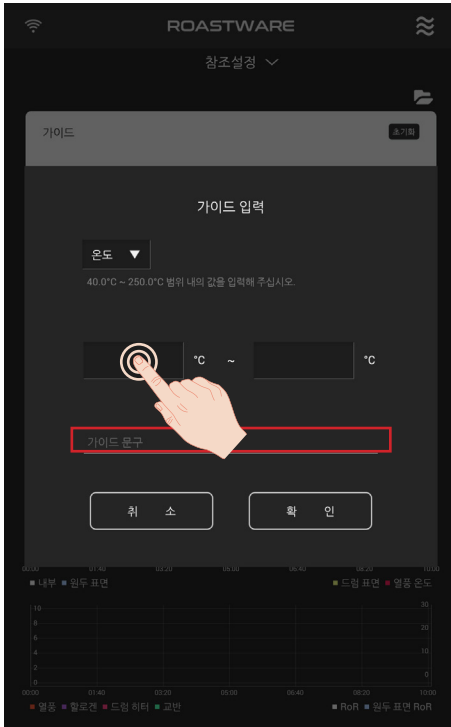 ROASTWARE
참조설정
가이드 초기화
가이드 입력
온도 ▼
40.0°C ~ 250.0°C 범위 내의 값을 입력해 주십시오.
°C ~ °C
가이드 문구
취 소 확 인
00:00 01:40 03:20 05:00 06:40 08:20 10:00
■ 내부 ■ 원두 표면 ■ 드럼 표면 ■ 열풍 온도
10 30
8
6 20
4 10
2
0 0
00:00 01:40 03:20 05:00 06:40 08:20 10:00
■ 열풍 ■ 할로겐 ■ 드럼 히터 ■ 교반 ■ RoR ■ 원두 표면 RoR